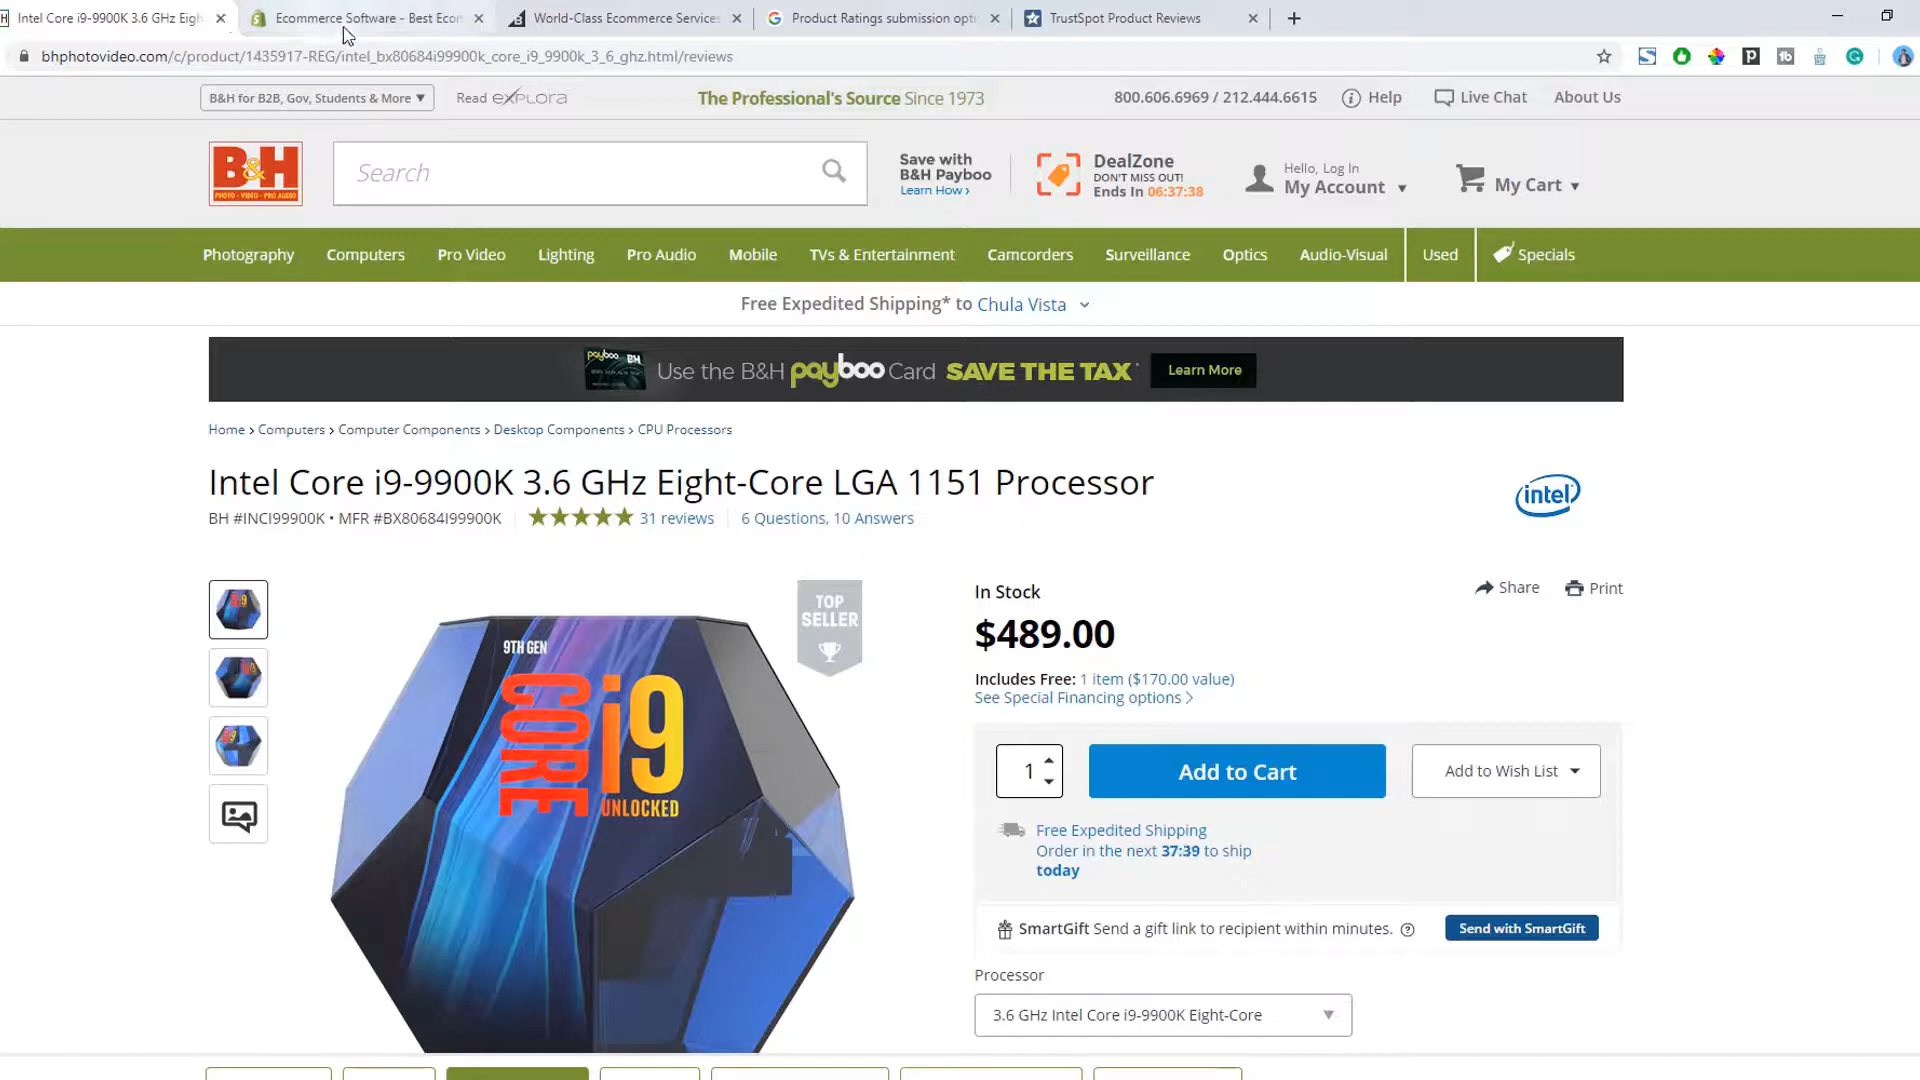 Intel Core i9-9900K 3.6 GHz Eigh
Ecommerce Software - Best Ecom
World-Class Ecommerce Services
Product Ratings submission opti
TrustSpot Product Reviews
bhphotovideo.com/c/product/1435917-REG/intel_bx80684i99900k_core_i9_9900k_3_6_ghz.html/reviews
B&H for B2B, Gov, Students & More ▼
Read eXPLORA
The Professional's Source Since 1973
800.606.6969 / 212.444.6615
Help
Live Chat
About Us
B&H
PHOTO - VIDEO - PRO AUDIO
Search
Save with
B&H Payboo
Learn How ›
DealZone
DON'T MISS OUT!
Ends In 06:37:38
Hello, Log In
My Account ▼
My Cart ▼
Photography
Computers
Pro Video
Lighting
Pro Audio
Mobile
TVs & Entertainment
Camcorders
Surveillance
Optics
Audio-Visual
Used
Specials
Free Expedited Shipping* to Chula Vista
payboo BH
Use the B&H payboo Card SAVE THE TAX*
Learn More
Home › Computers › Computer Components › Desktop Components › CPU Processors
Intel Core i9-9900K 3.6 GHz Eight-Core LGA 1151 Processor
intel
BH #INCI99900K • MFR #BX80684I99900K
31 reviews
6 Questions, 10 Answers
TOP
SELLER
9TH GEN
CORE
i9
UNLOCKED
In Stock
Share
Print
$489.00
Includes Free: 1 item ($170.00 value)
See Special Financing options >
1
Add to Cart
Add to Wish List
Free Expedited Shipping
Order in the next 37:39 to ship
today
SmartGift Send a gift link to recipient within minutes. ?
Send with SmartGift
Processor
3.6 GHz Intel Core i9-9900K Eight-Core